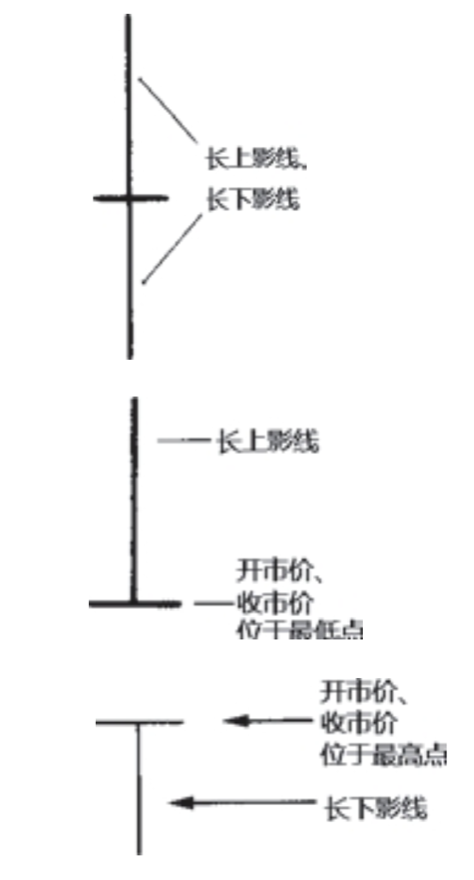 长上影线.
长下影线
长上影线
开市价、
收市价
位于最低点
开市价、
收市价
位于最高点
长下影线